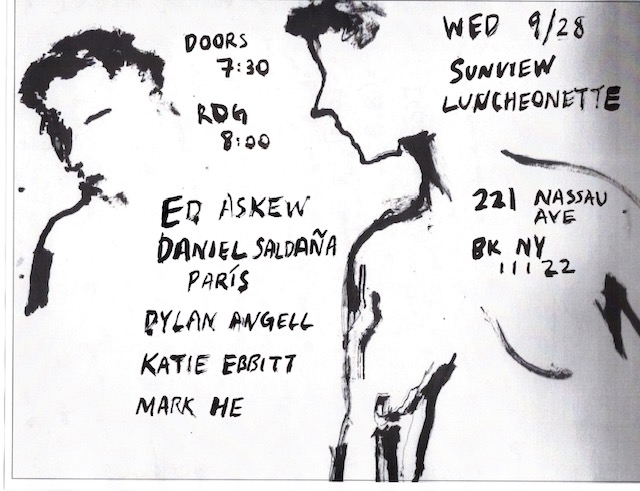 DOORS
7:30
RDG
8:00
ED ASKEW
DANIEL SALDAÑA
PARÍS
DYLAN ANGELL
KATIE EBBITT
MARK HE
WED 9/28
SUNVIEW
LUNCHEONETTE
221 NASSAU
AVE
BK NY
11122